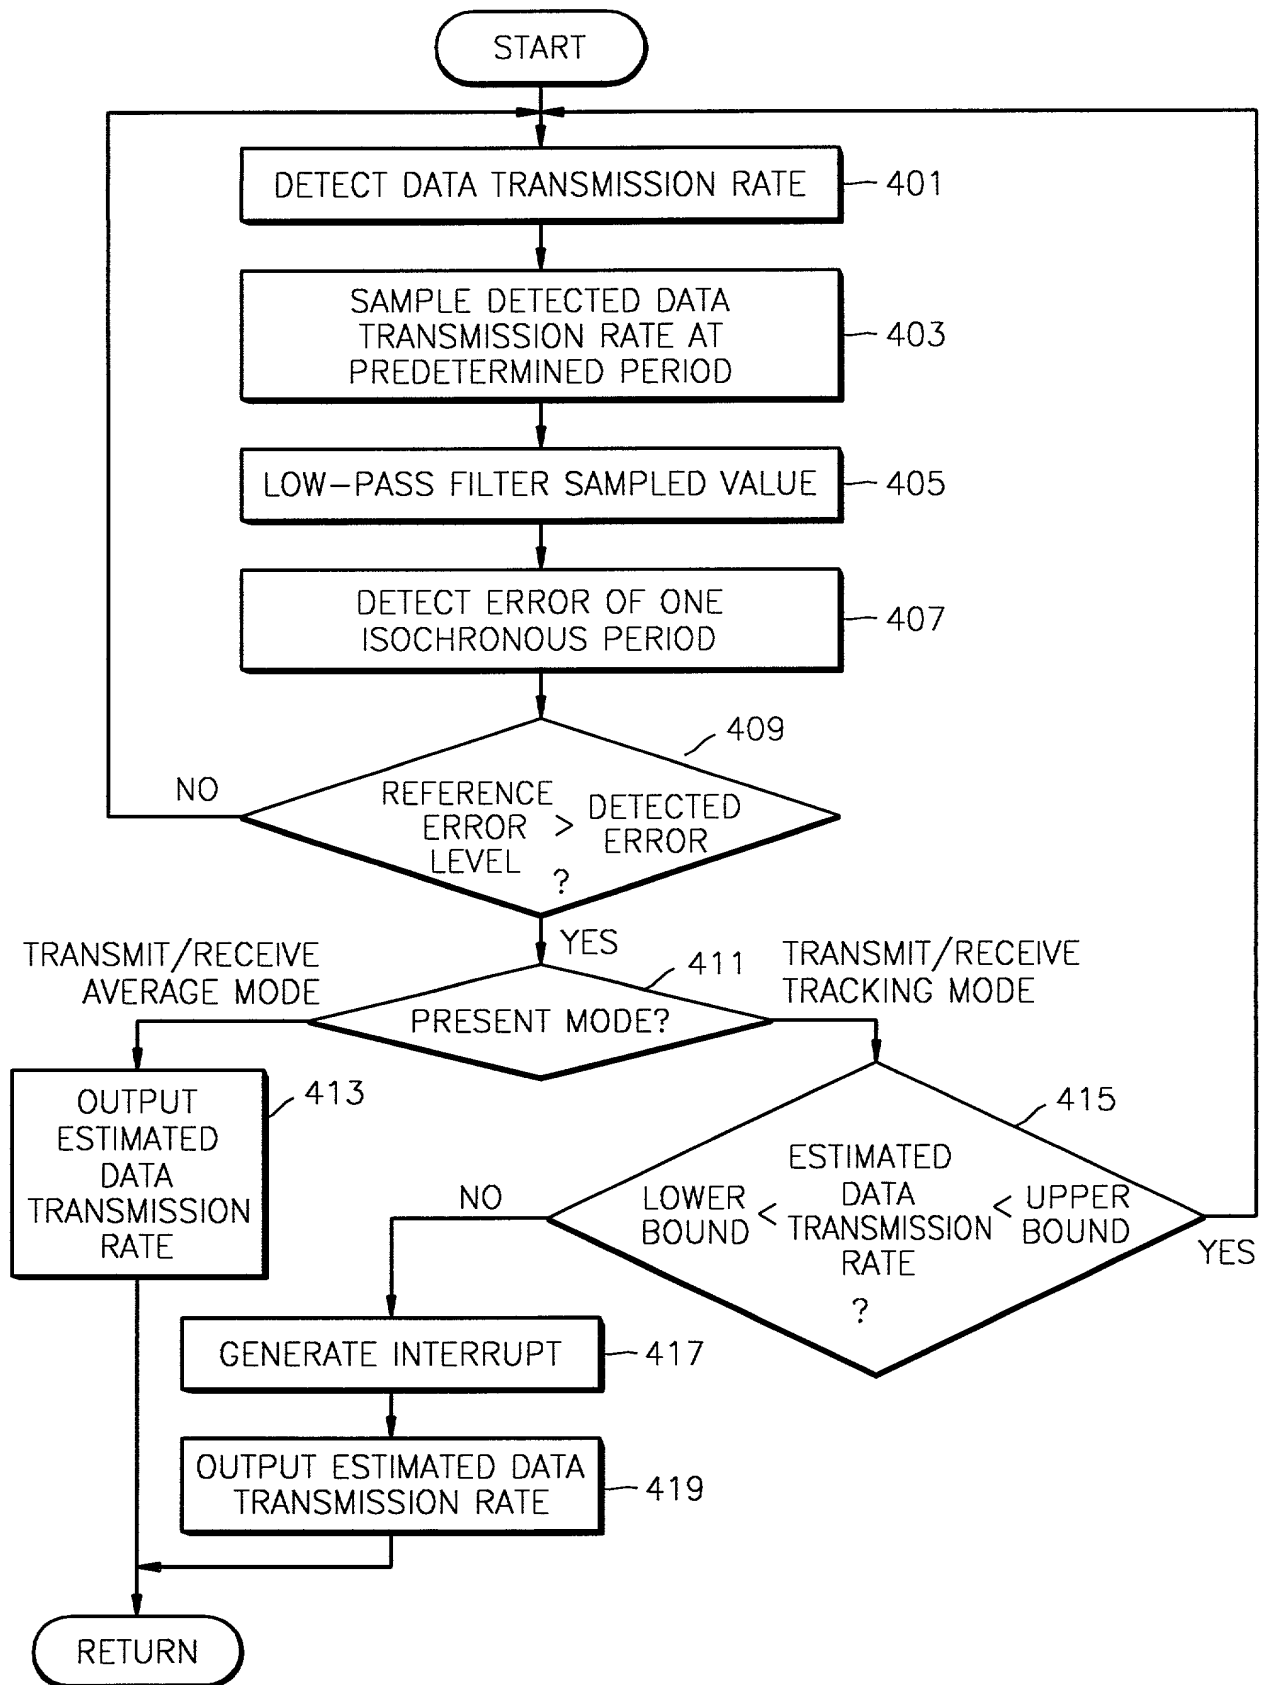 START
DETECT DATA TRANSMISSION RATE
401
SAMPLE DETECTED DATA
TRANSMISSION RATE AT
PREDETERMINED PERIOD
403
LOW-PASS FILTER SAMPLED VALUE
405
DETECT ERROR OF ONE
ISOCHRONOUS PERIOD
407
409
NO
REFERENCE
ERROR
LEVEL
>
DETECTED
ERROR
?
YES
TRANSMIT/RECEIVE
AVERAGE MODE
411
TRANSMIT/RECEIVE
TRACKING MODE
PRESENT MODE?
OUTPUT
ESTIMATED
DATA
TRANSMISSION
RATE
413
415
NO
LOWER
BOUND
<
ESTIMATED
DATA
TRANSMISSION
RATE
<
UPPER
BOUND
?
YES
GENERATE INTERRUPT
417
OUTPUT ESTIMATED DATA
TRANSMISSION RATE
419
RETURN